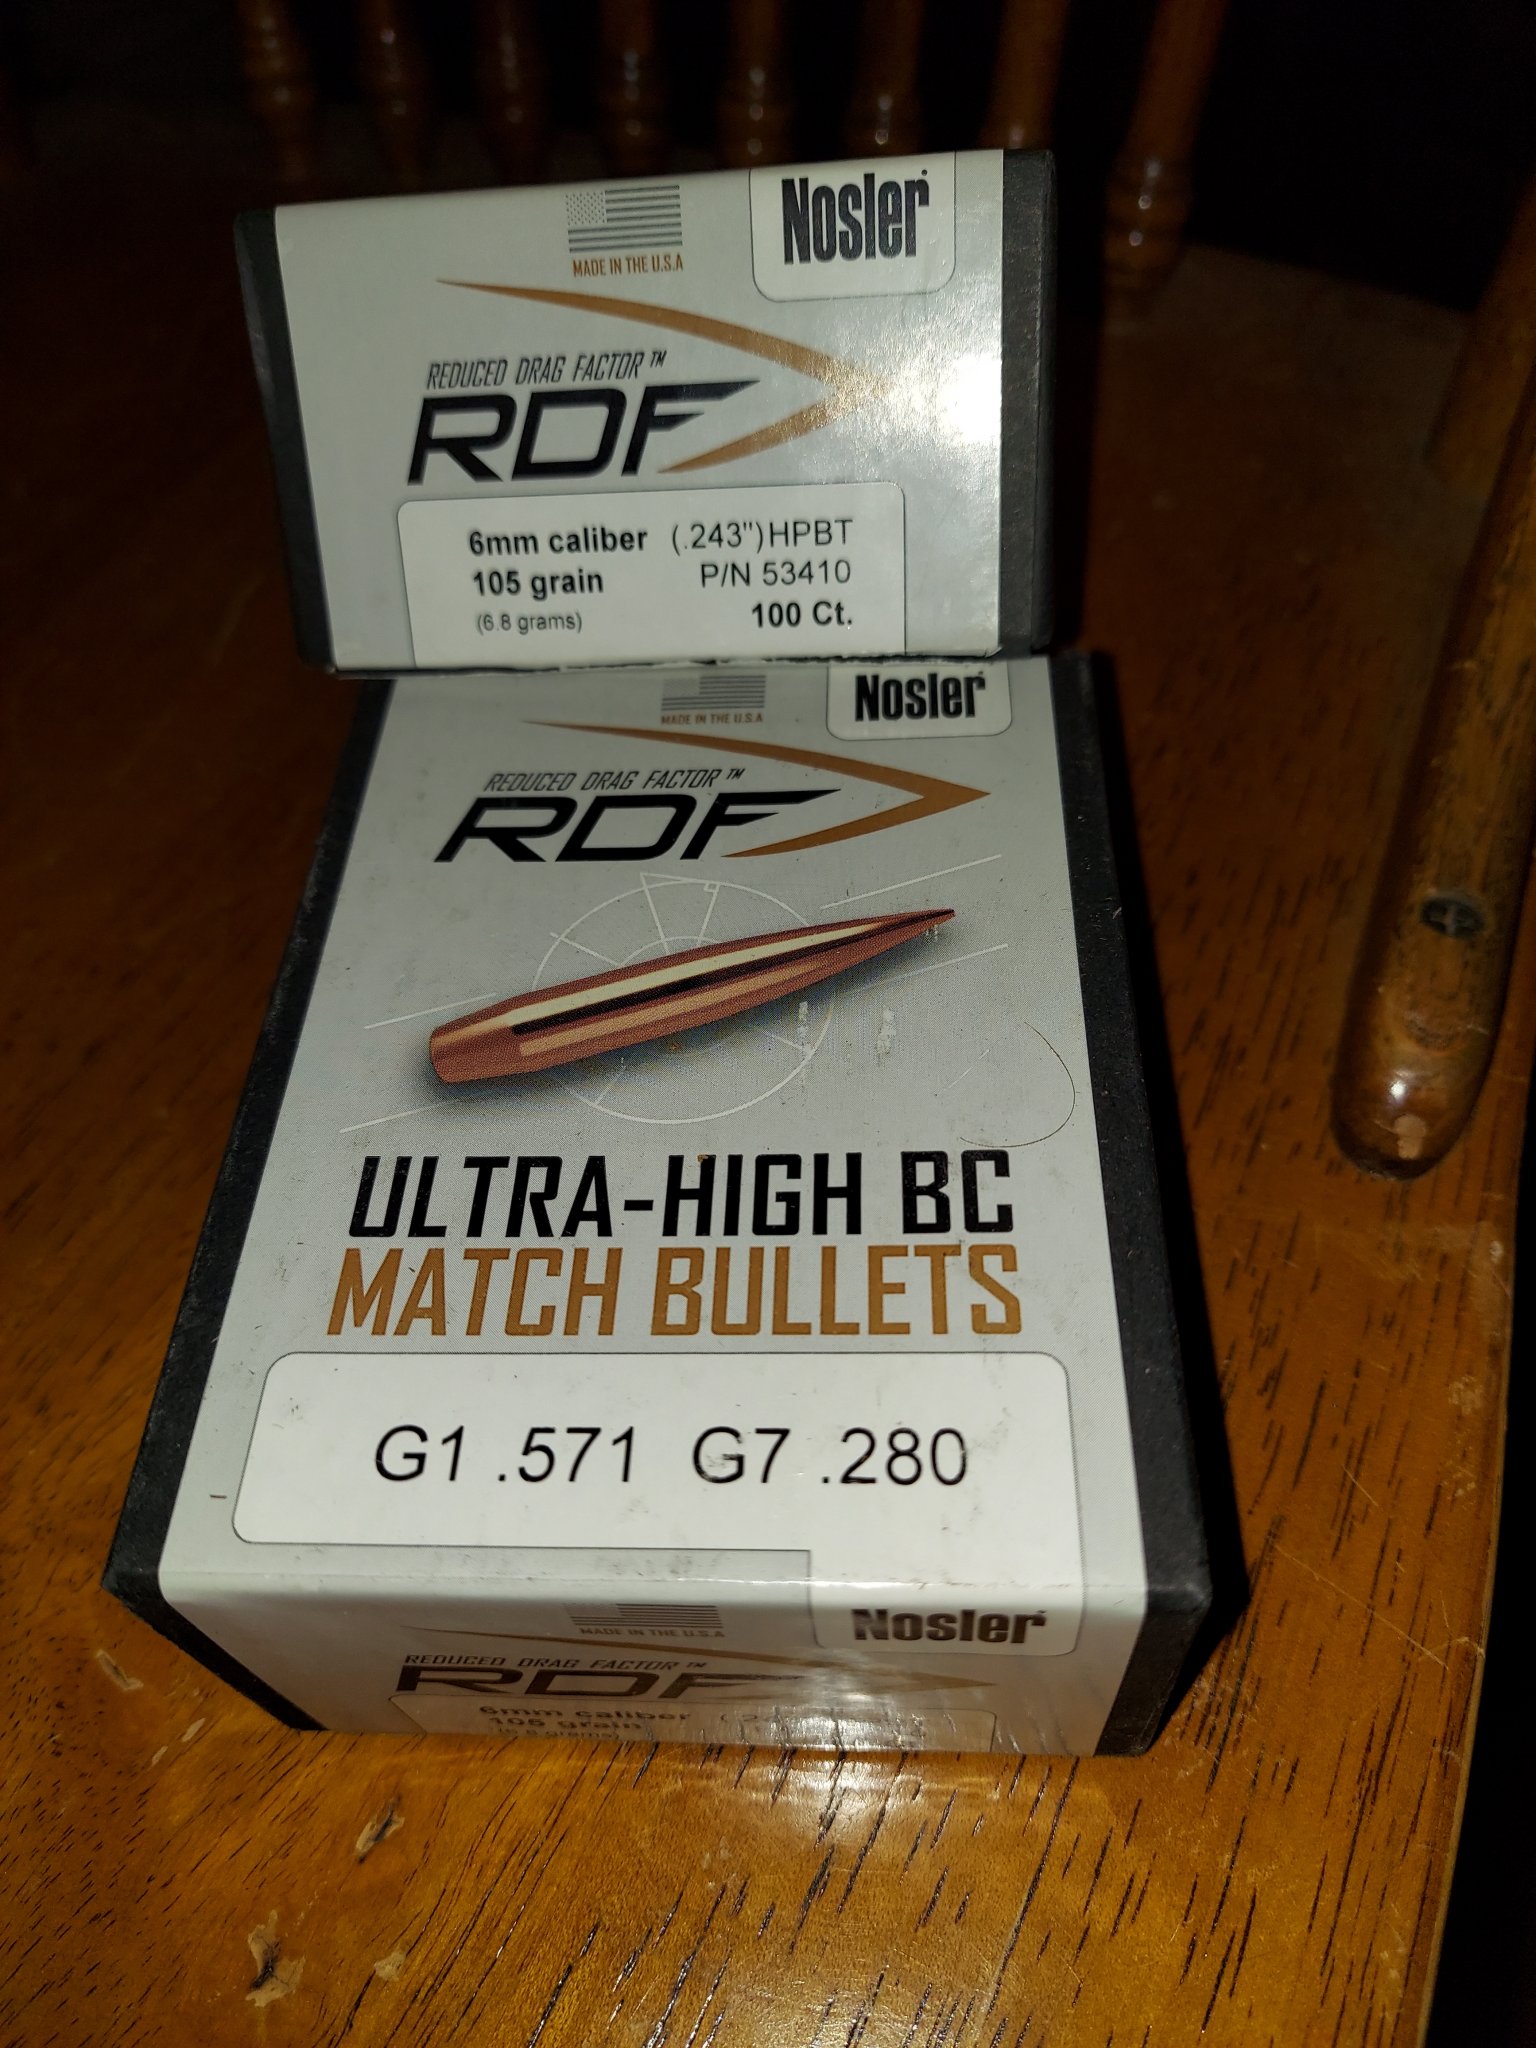 Nosler
MADE IN THE U.S.A
REDUCED DRAG FACTOR™
RDF
6mm caliber (.243") HPBT
105 grain P/N 53410
(6.8 grams) 100 Ct.
Nosler
MADE IN THE U.S.A
REDUCED DRAG FACTOR™
RDF
ULTRA-HIGH BC
MATCH BULLETS
G1 .571 G7 .280
MADE IN THE U.S.A
Nosler
REDUCED DRAG FACTOR™
RDF
6mm caliber
105 grain